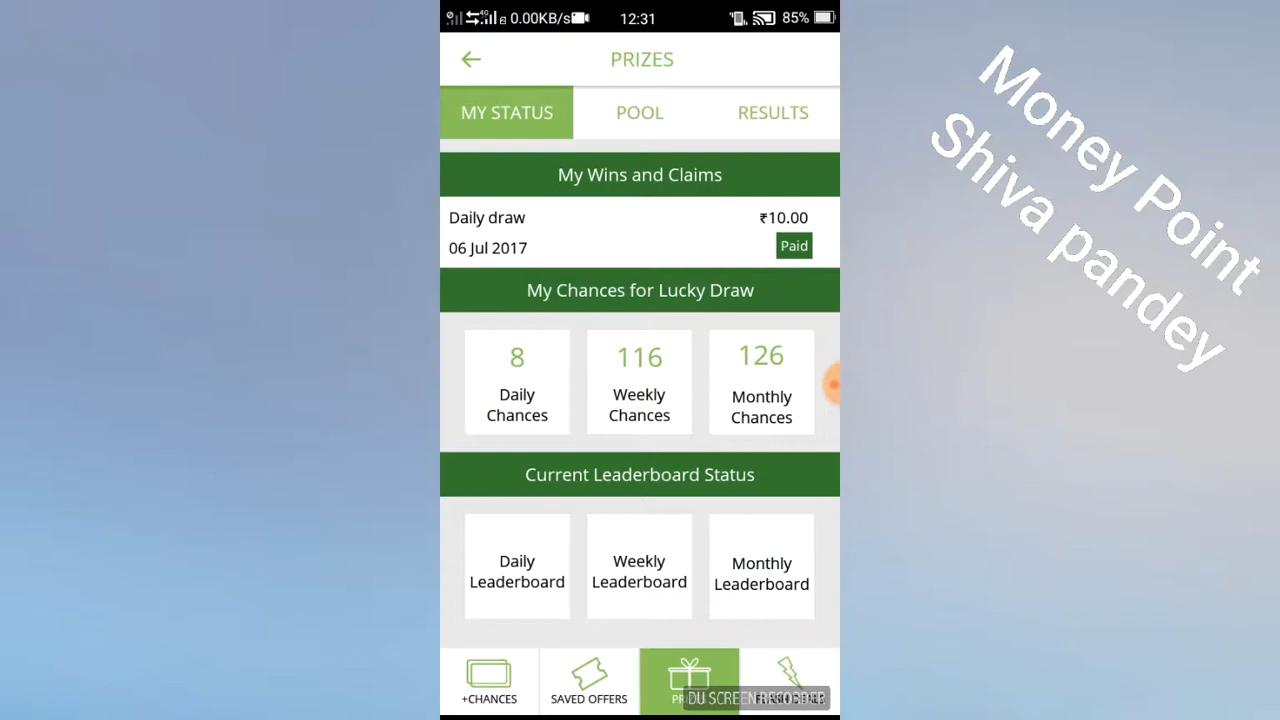 4G 0.00KB/s 12:31 85%
PRIZES
MY STATUS POOL RESULTS
My Wins and Claims
Daily draw ₹10.00
06 Jul 2017 Paid
My Chances for Lucky Draw
8 116 126
Daily Chances
Weekly Chances
Monthly Chances
Current Leaderboard Status
Daily Leaderboard
Weekly Leaderboard
Monthly Leaderboard
+CHANCES SAVED OFFERS
DU SCREEN RECORDER
Money Point
Shiva pandey